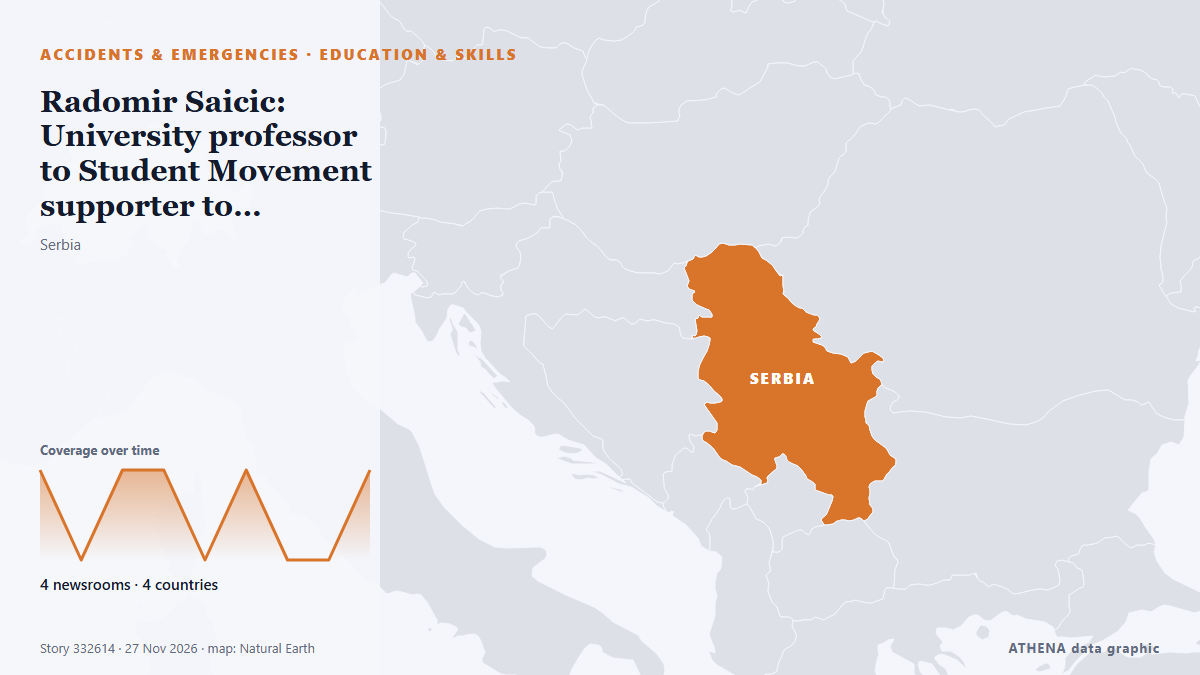 ACCIDENTS & EMERGENCIES · EDUCATION & SKILLS
Radomir Saicic:
University professor
to Student Movement
supporter to...
Serbia
SERBIA
Coverage over time
4 newsrooms · 4 countries
Story 332614 · 27 Nov 2026 · map: Natural Earth
ATHENA data graphic